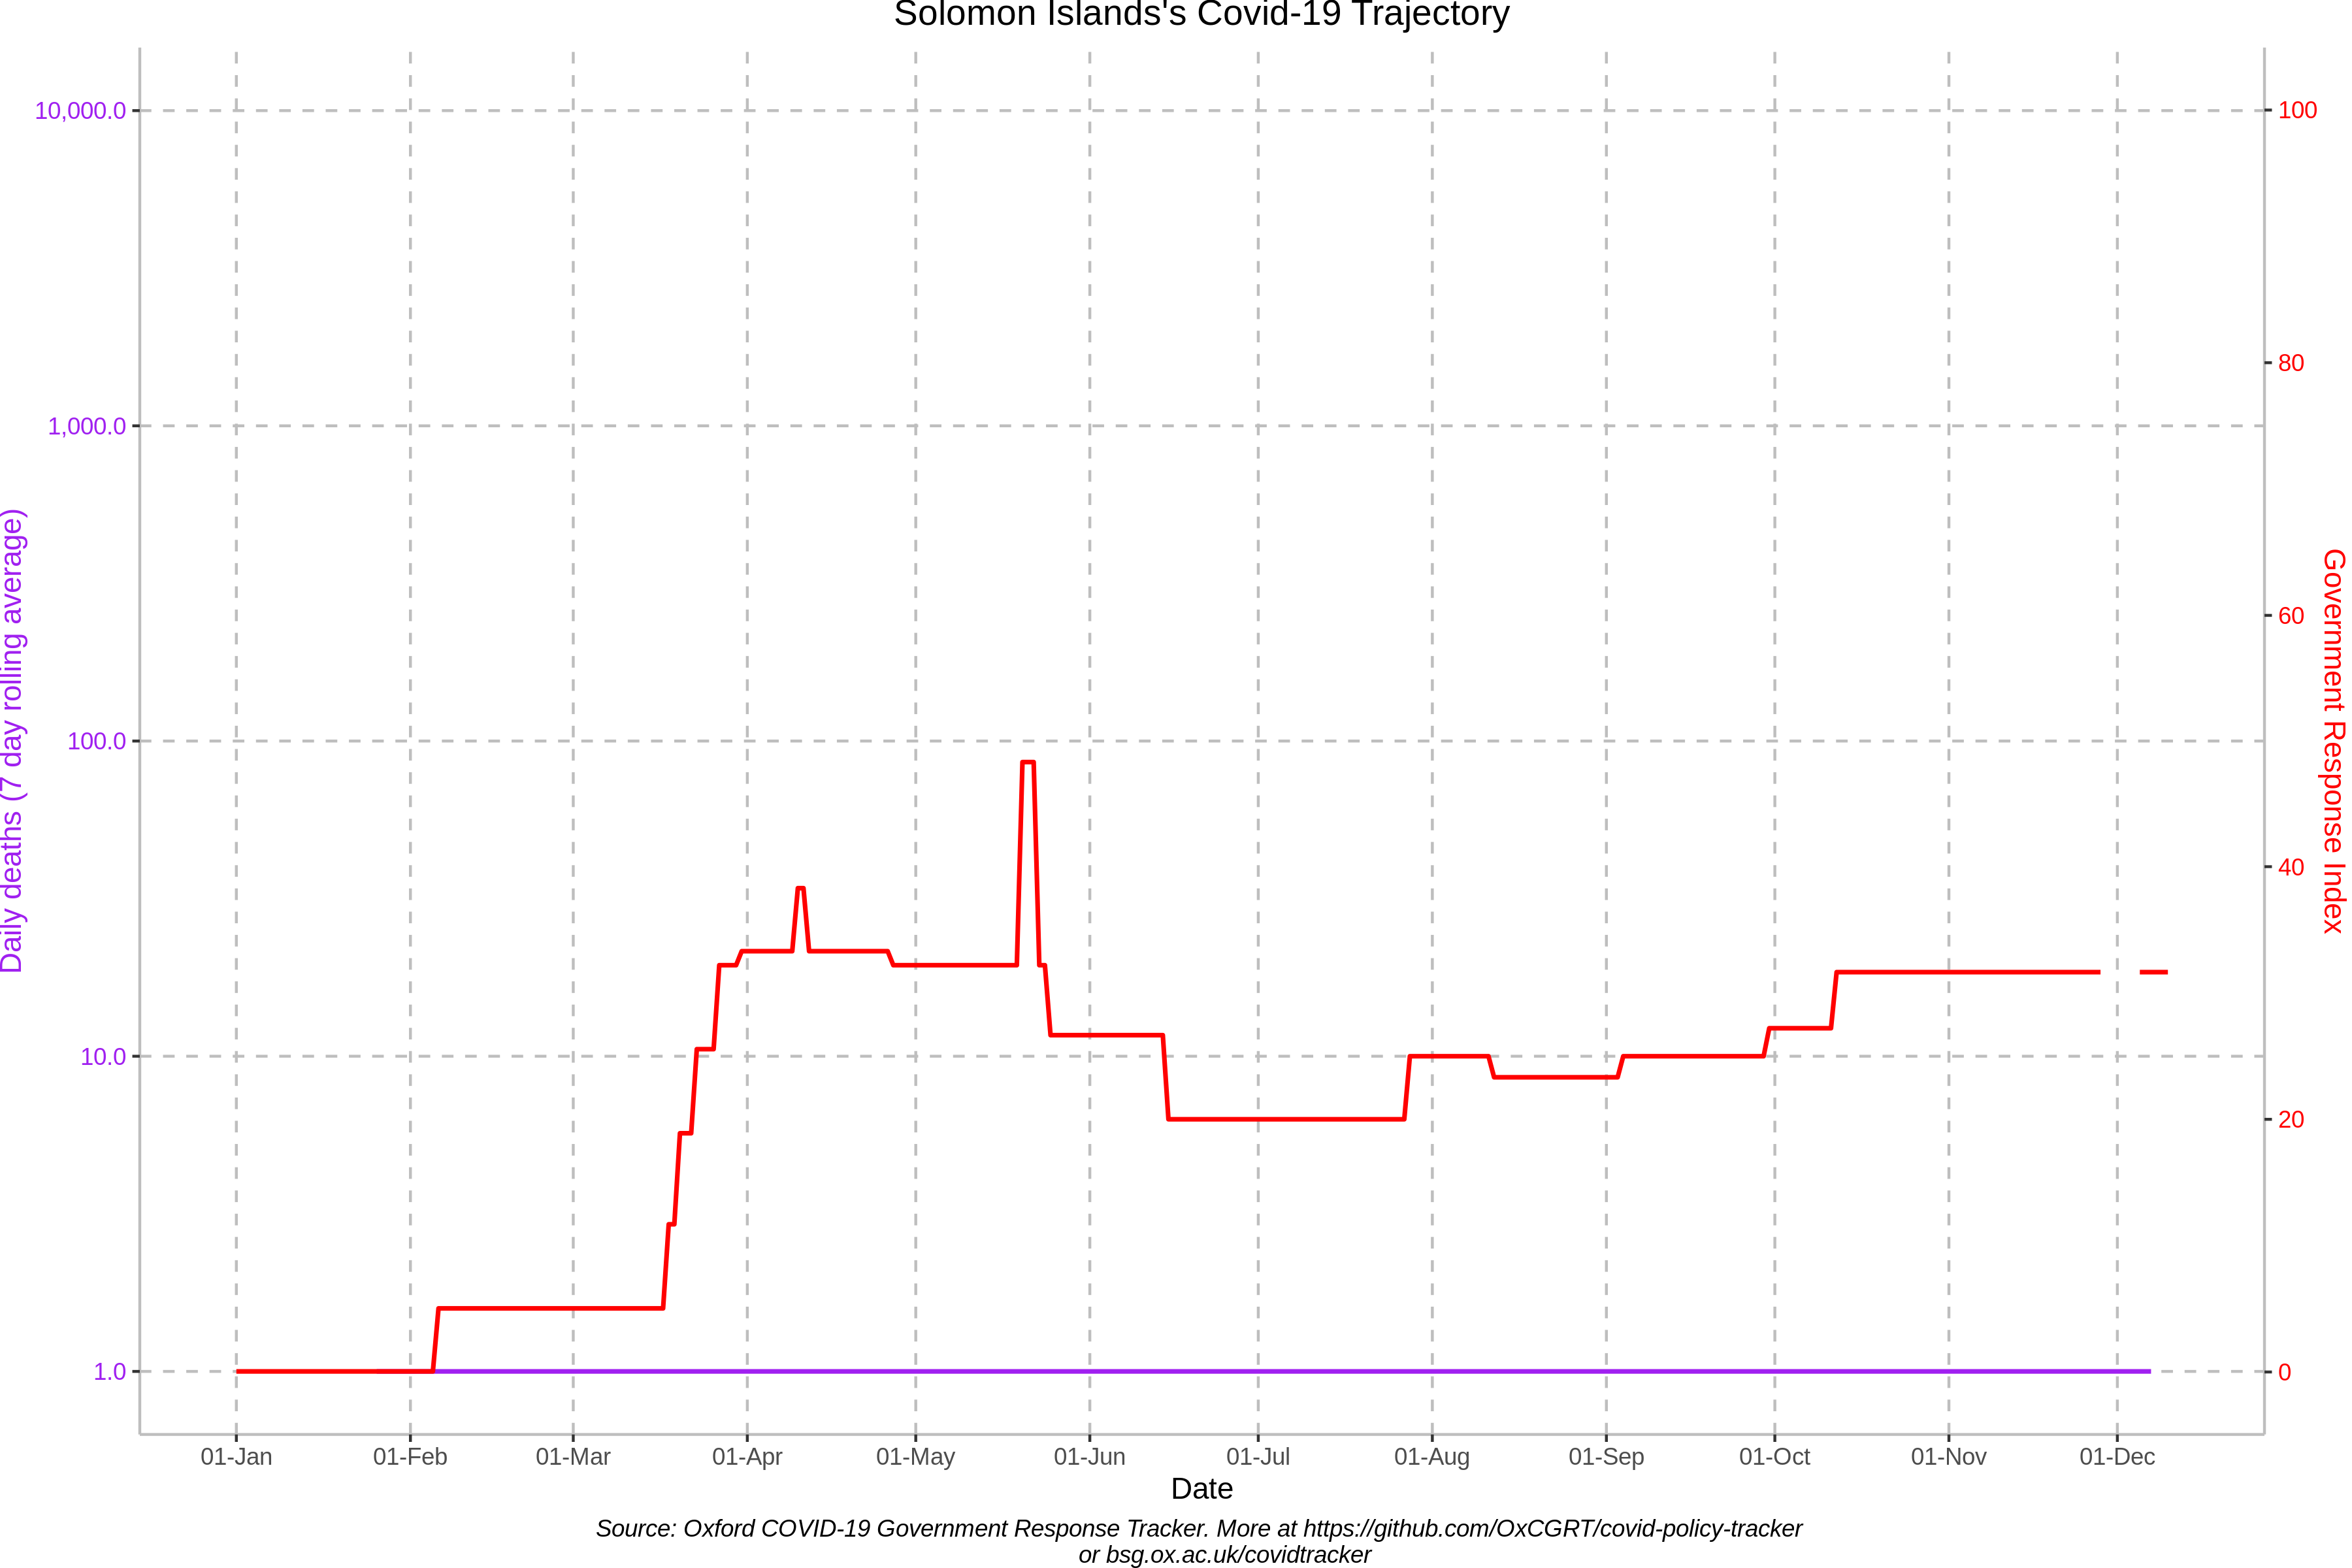 Solomon Islands's Covid-19 Trajectory
10,000.0
1,000.0
100.0
10.0
1.0
Daily deaths (7 day rolling average)
100
80
60
40
20
0
Government Response Index
01-Jan
01-Feb
01-Mar
01-Apr
01-May
01-Jun
01-Jul
01-Aug
01-Sep
01-Oct
01-Nov
01-Dec
Date
Source: Oxford COVID-19 Government Response Tracker. More at https://github.com/OxCGRT/covid-policy-tracker
or bsg.ox.ac.uk/covidtracker